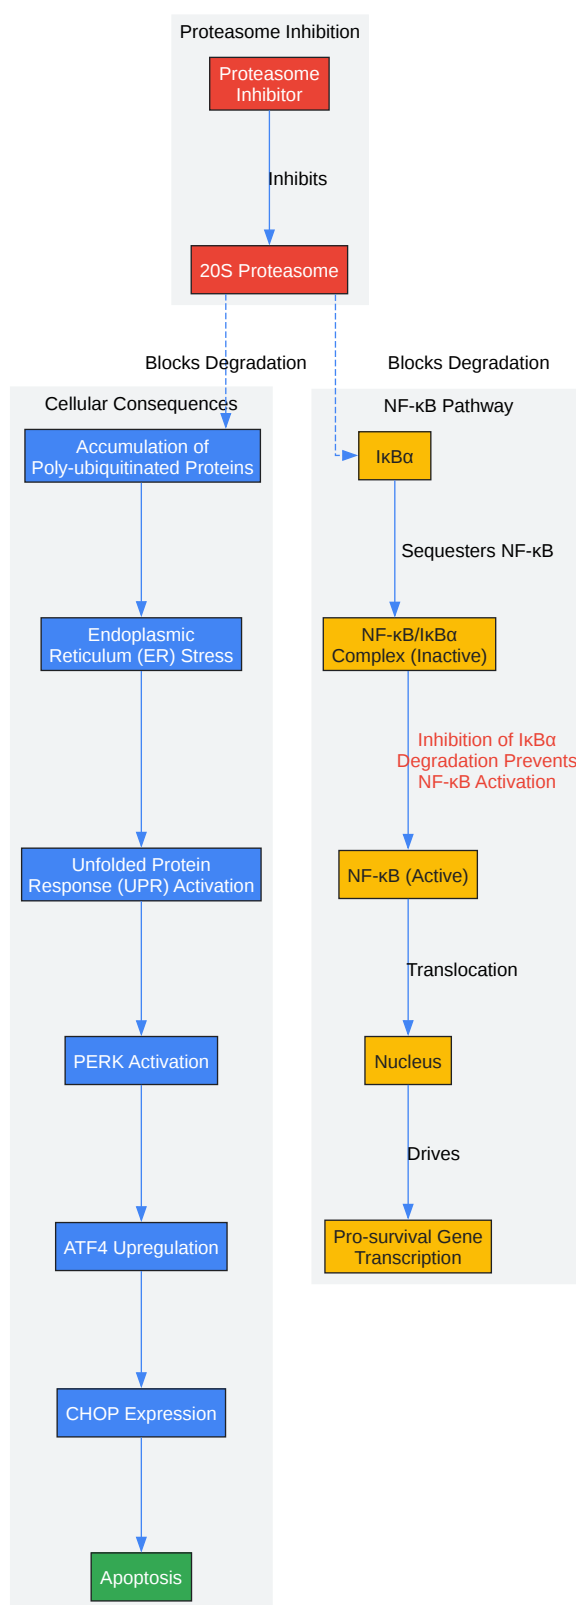 Proteasome Inhibition
Proteasome
Inhibitor
Inhibits
20S Proteasome
Blocks Degradation
Blocks Degradation
Cellular Consequences
Accumulation of
Poly-ubiquitinated Proteins
Endoplasmic
Reticulum (ER) Stress
Unfolded Protein
Response (UPR) Activation
PERK Activation
ATF4 Upregulation
CHOP Expression
Apoptosis
NF-κB Pathway
IκBα
Sequesters NF-κB
NF-κB/IκBα
Complex (Inactive)
Inhibition of IκBα
Degradation Prevents
NF-κB Activation
NF-κB (Active)
Translocation
Nucleus
Drives
Pro-survival Gene
Transcription